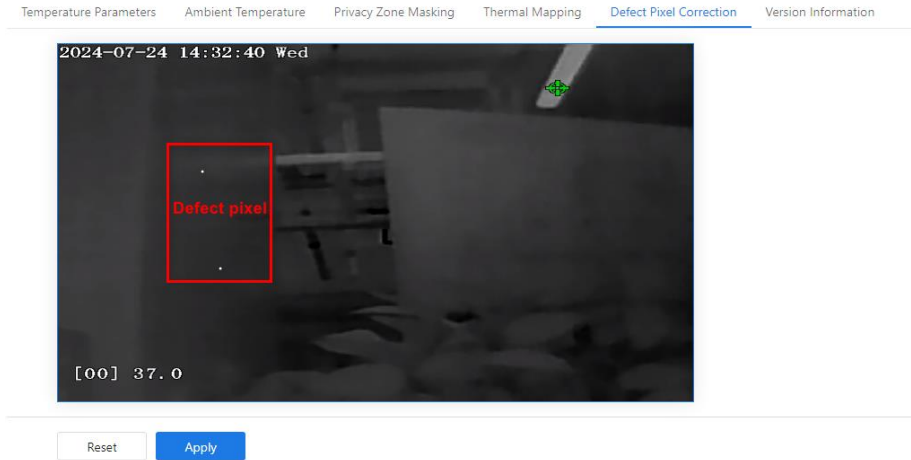 Temperature Parameters Ambient Temperature Privacy Zone Masking Thermal Mapping Defect Pixel Correction Version Information
2024-07-24 14:32:40 Wed
Defect pixel
[00] 37.0
Reset Apply